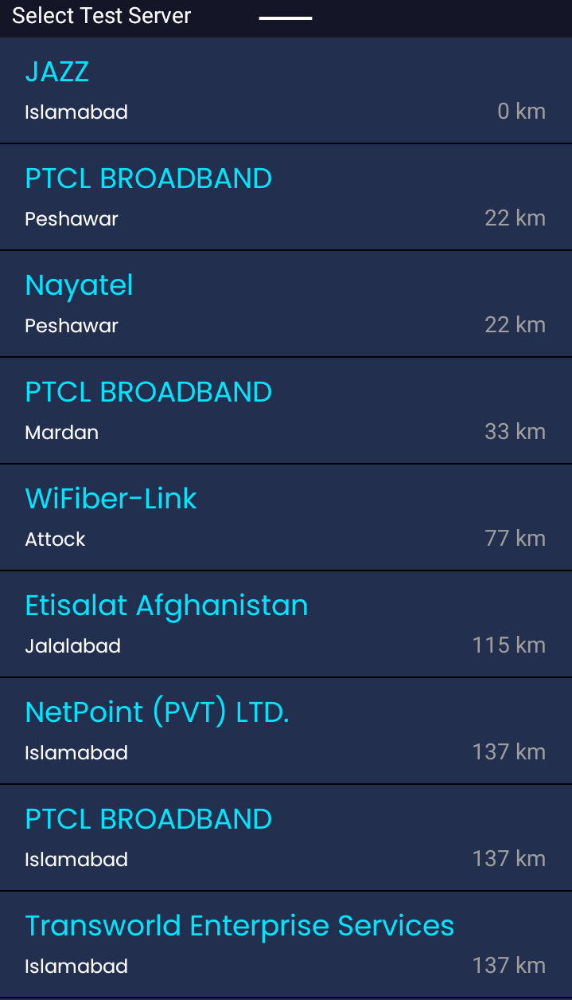 Select Test Server
JAZZ
Islamabad 0 km
PTCL BROADBAND
Peshawar 22 km
Nayatel
Peshawar 22 km
PTCL BROADBAND
Mardan 33 km
WiFiber-Link
Attock 77 km
Etisalat Afghanistan
Jalalabad 115 km
NetPoint (PVT) LTD.
Islamabad 137 km
PTCL BROADBAND
Islamabad 137 km
Transworld Enterprise Services
Islamabad 137 km